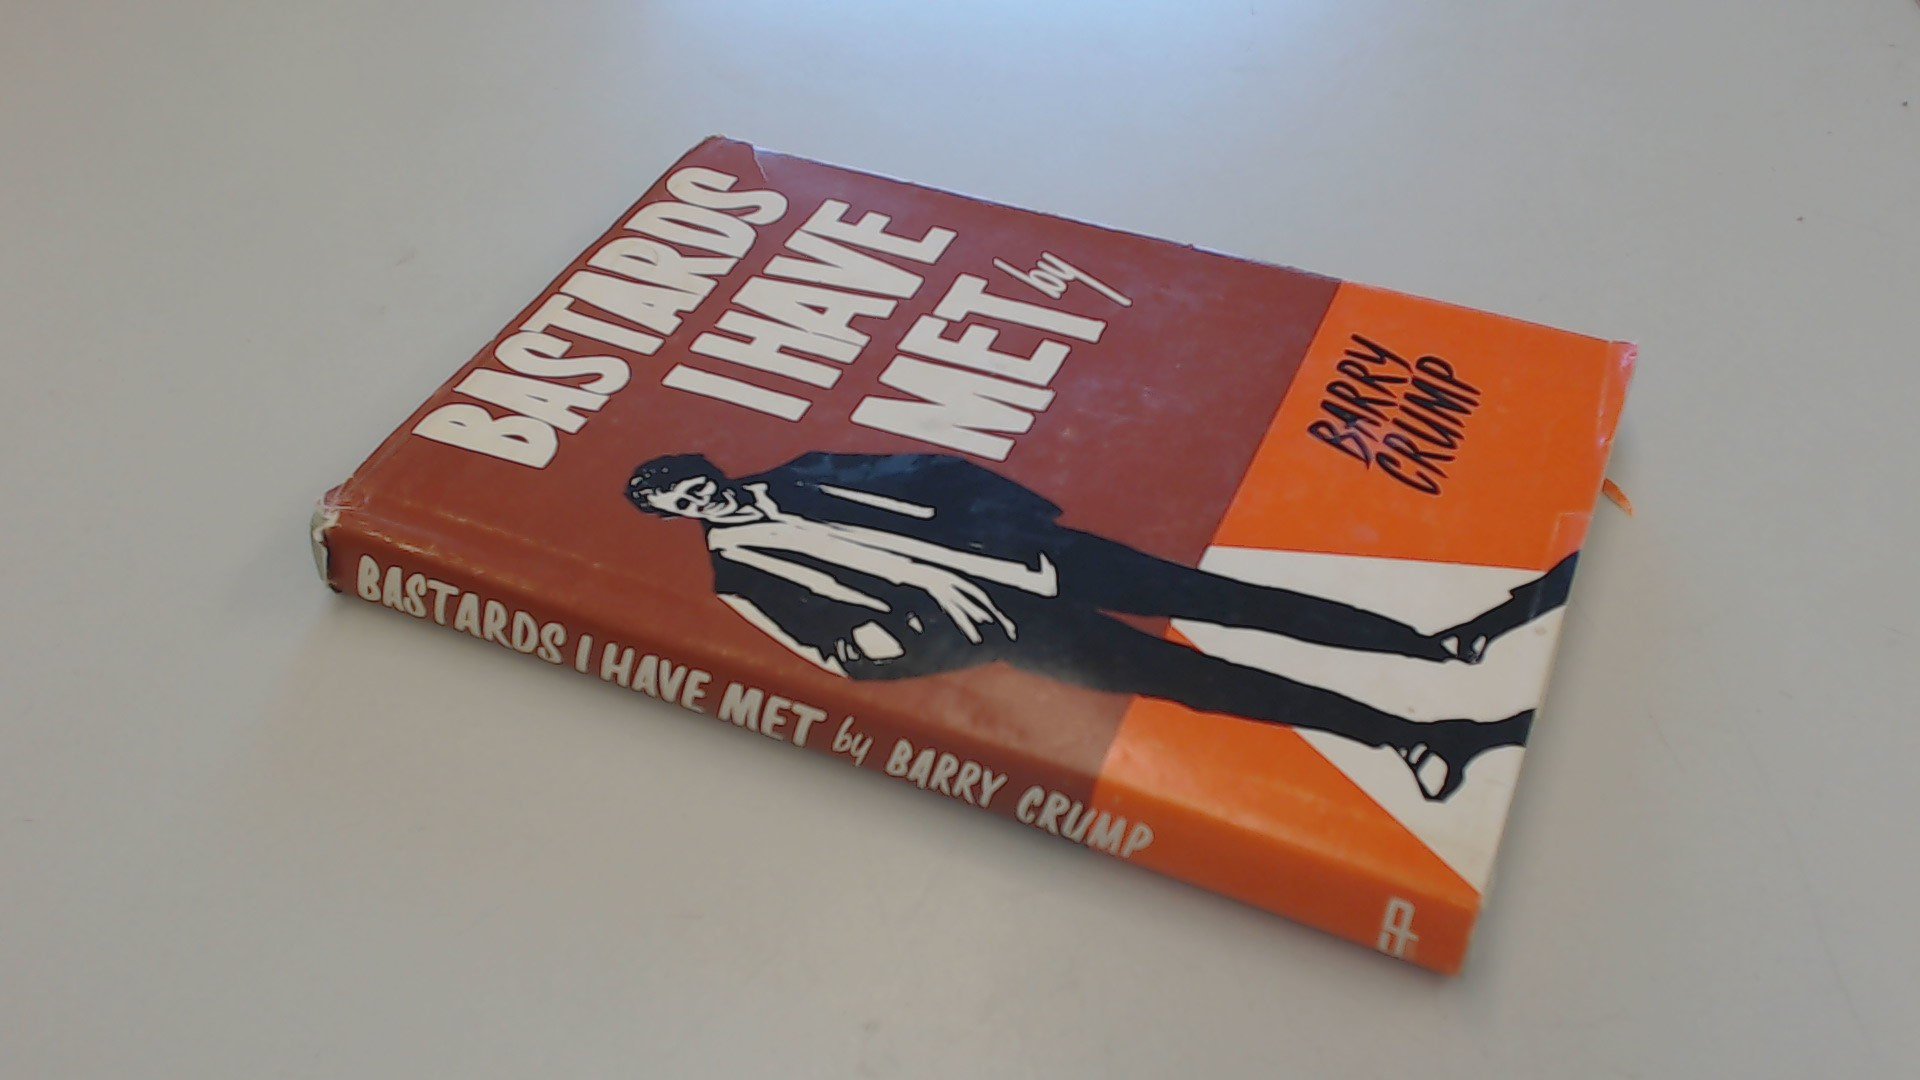 BASTARDS
I HAVE
MET by
BARRY
CRUMP
BASTARDS I HAVE MET by BARRY CRUMP